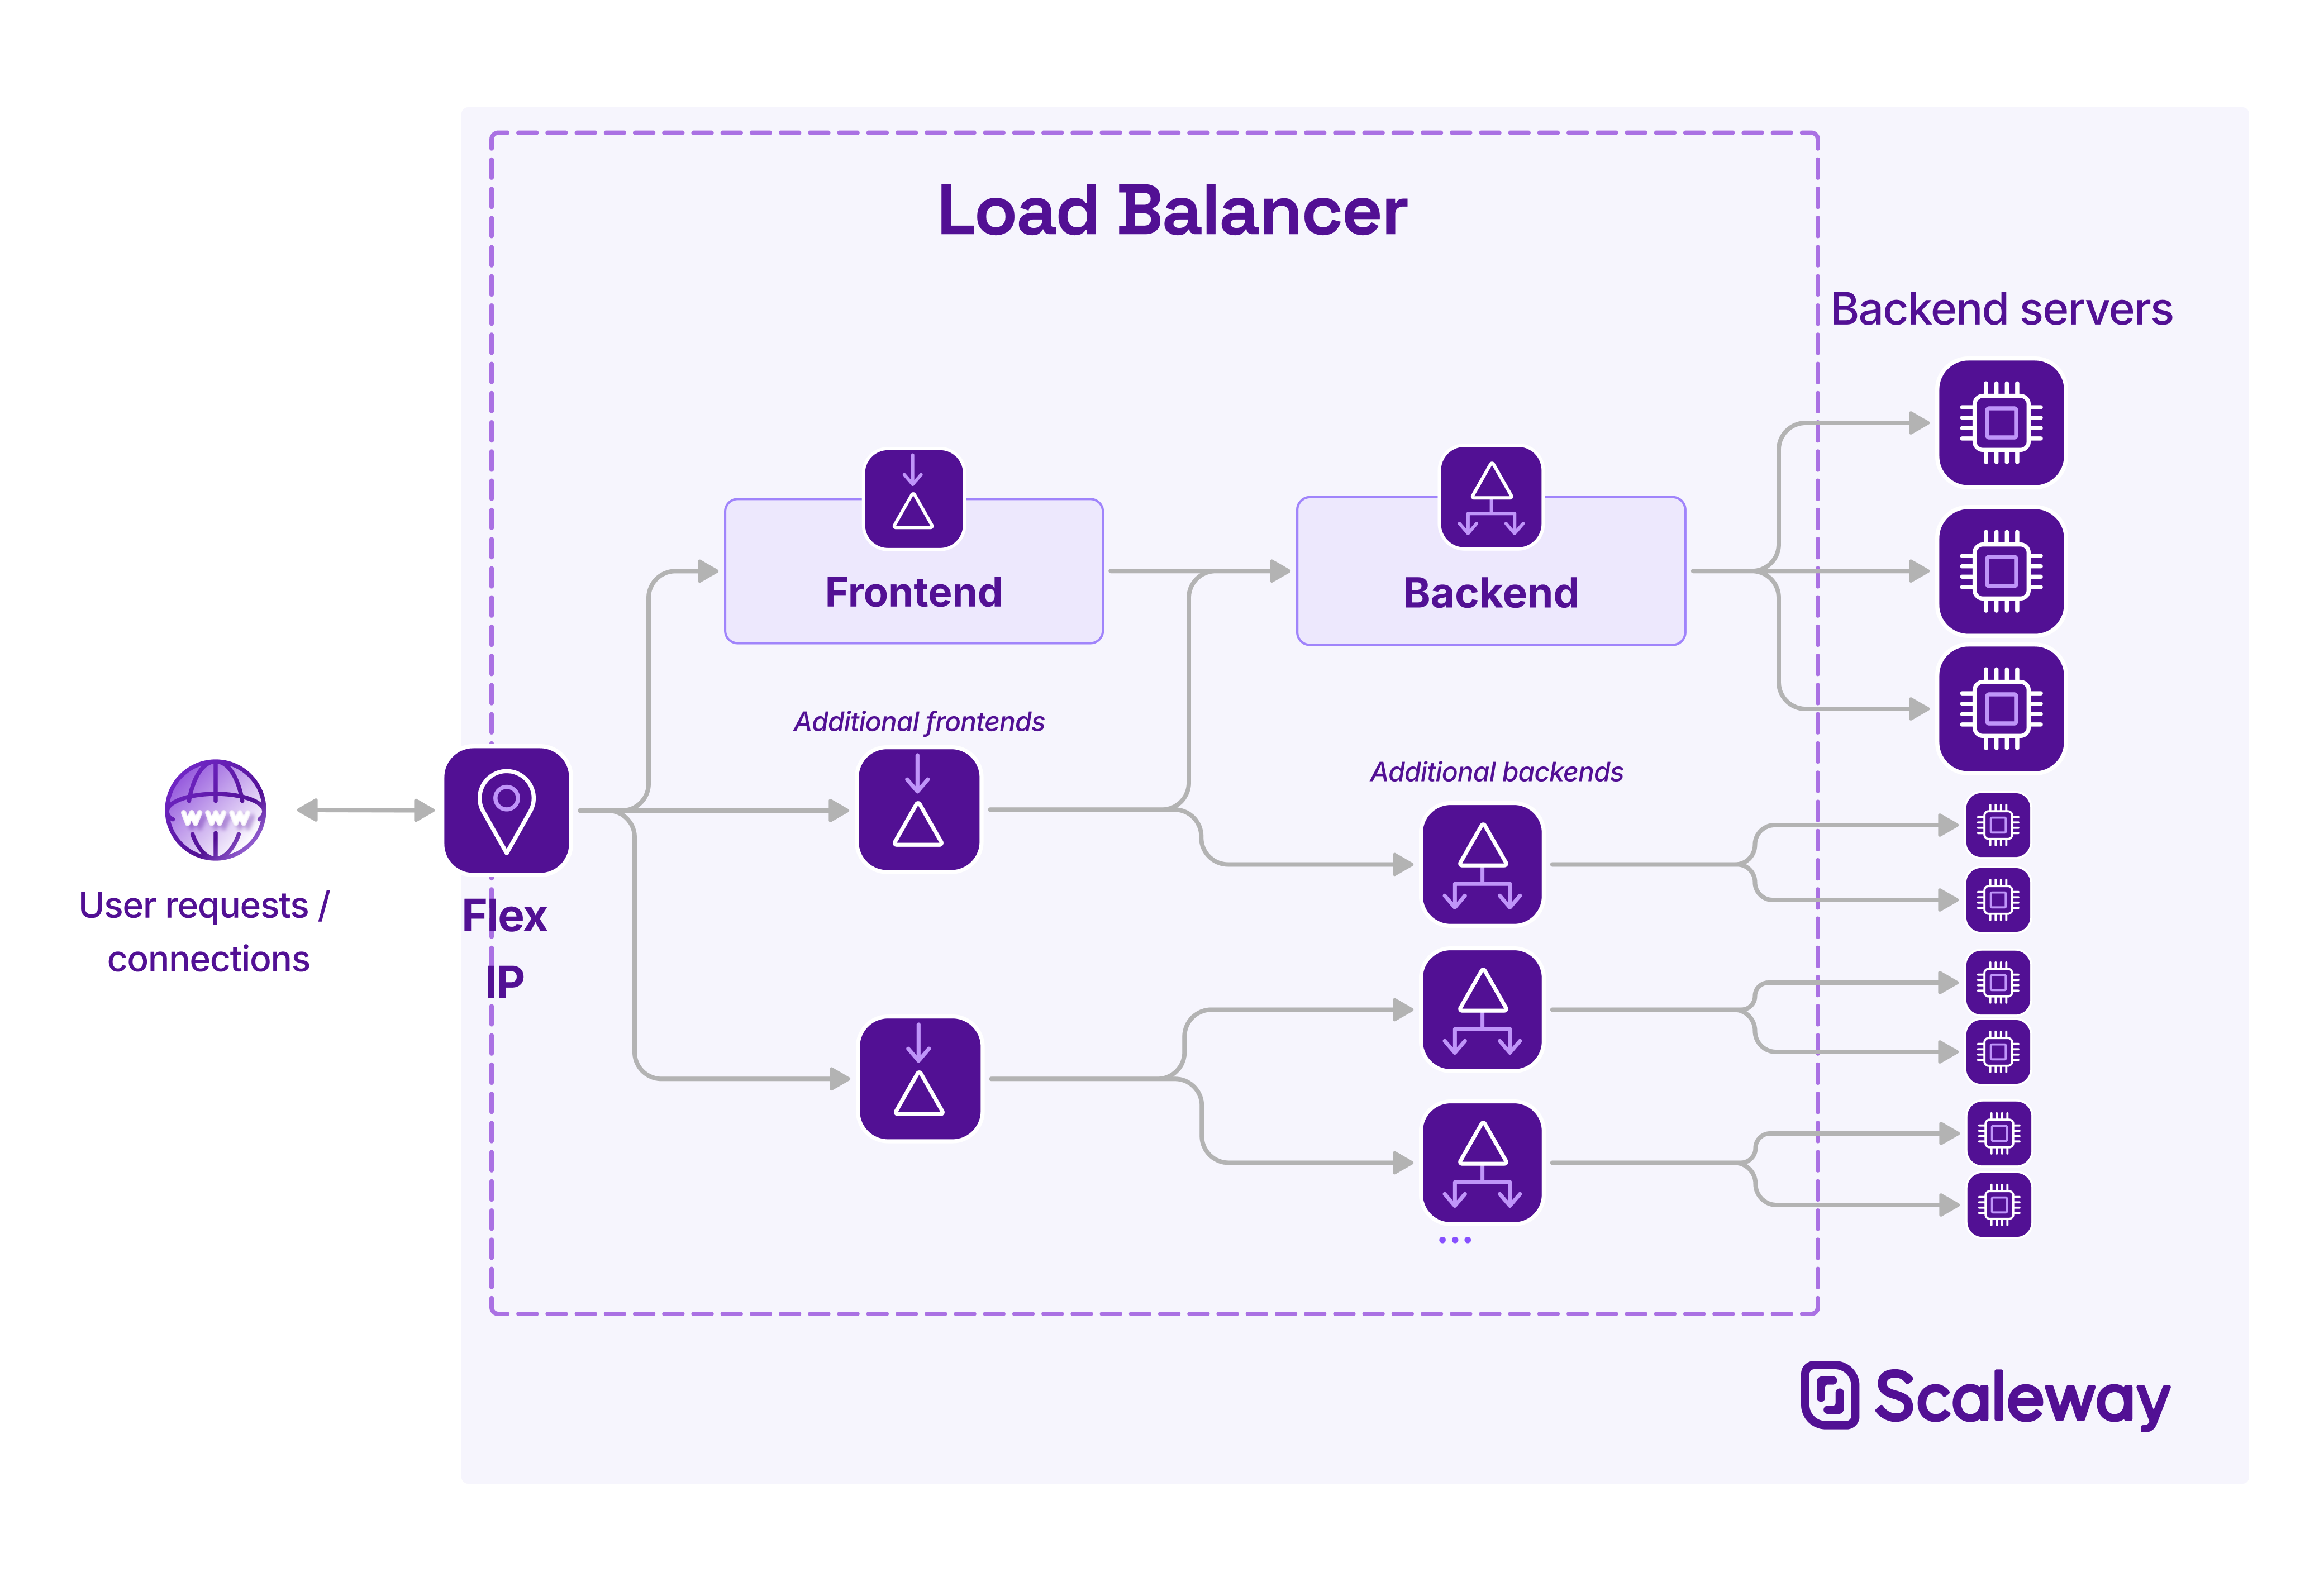 Load Balancer
Backend servers
Frontend
Backend
Additional frontends
Additional backends
www
User requests /
connections
Flex
IP
...
Scaleway